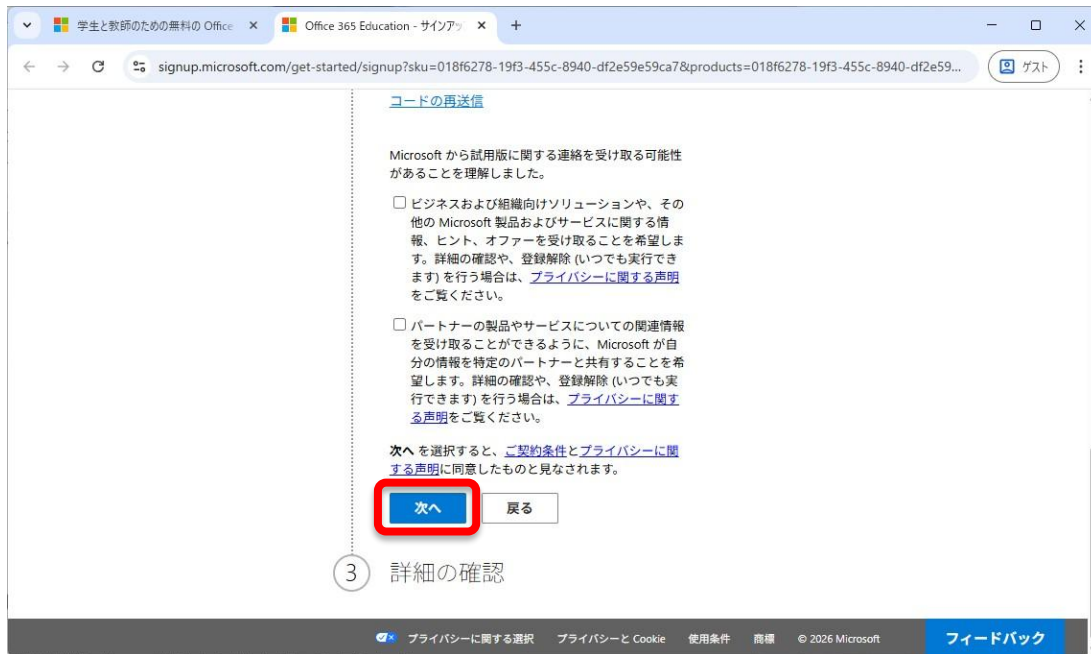 学生と教師のための無料の Office
Office 365 Education - サインアッ
signup.microsoft.com/get-started/signup?sku=018f6278-19f3-455c-8940-df2e59e59ca7&products=018f6278-19f3-455c-8940-df2e59...
ゲスト
コードの再送信
Microsoft から試用版に関する連絡を受け取る可能性
があることを理解しました。
ビジネスおよび組織向けソリューションや、その
他の Microsoft 製品およびサービスに関する情
報、ヒント、オファーを受け取ることを希望しま
す。詳細の確認や、登録解除 (いつでも実行でき
ます) を行う場合は、プライバシーに関する声明
をご覧ください。
パートナーの製品やサービスについての関連情報
を受け取ることができるように、Microsoft が自
分の情報を特定のパートナーと共有することを希
望します。詳細の確認や、登録解除 (いつでも実
行できます) を行う場合は、プライバシーに関す
る声明をご覧ください。
次へ を選択すると、ご契約条件とプライバシーに関
する声明に同意したものと見なされます。
次へ
戻る
3 詳細の確認
プライバシーに関する選択 プライバシーと Cookie 使用条件 商標 © 2026 Microsoft
フィードバック